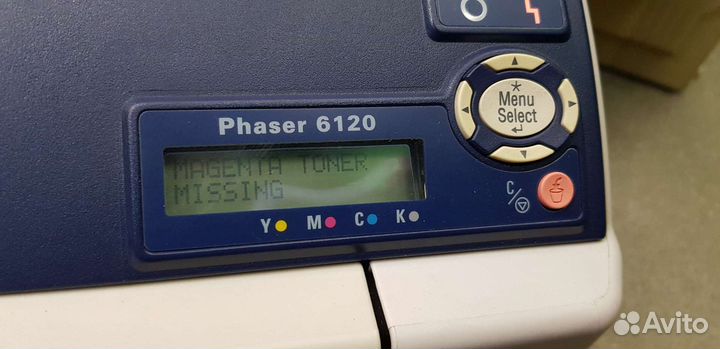 Menu
Select
Phaser 6120
MAGENTA TONER
MISSING
C/
Y M C K
Avito